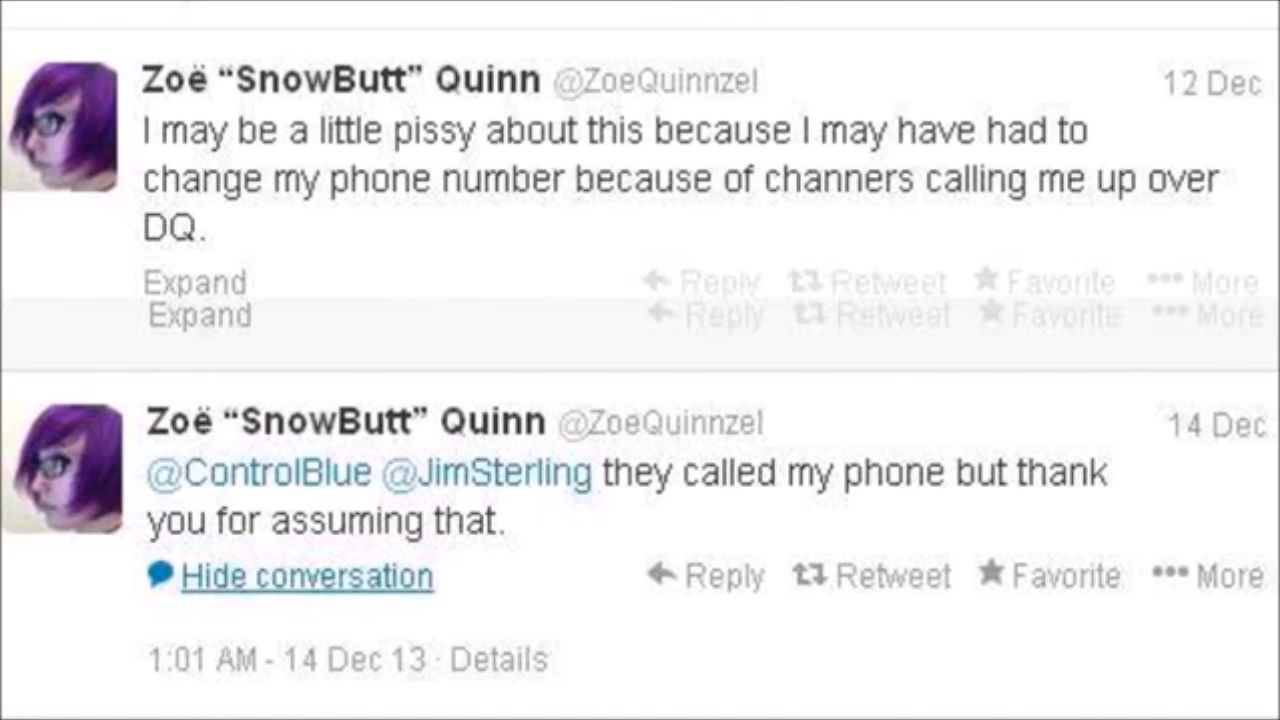 Zoë “SnowButt” Quinn @ZoeQuinnzel 12 Dec
I may be a little pissy about this because I may have had to
change my phone number because of channers calling me up over
DQ.
Expand Reply Retweet Favorite More
Expand Reply Retweet Favorite More
Zoë “SnowButt” Quinn @ZoeQuinnzel 14 Dec
@ControlBlue @JimSterling they called my phone but thank
you for assuming that.
Hide conversation Reply Retweet Favorite More
1:01 AM - 14 Dec 13 · Details